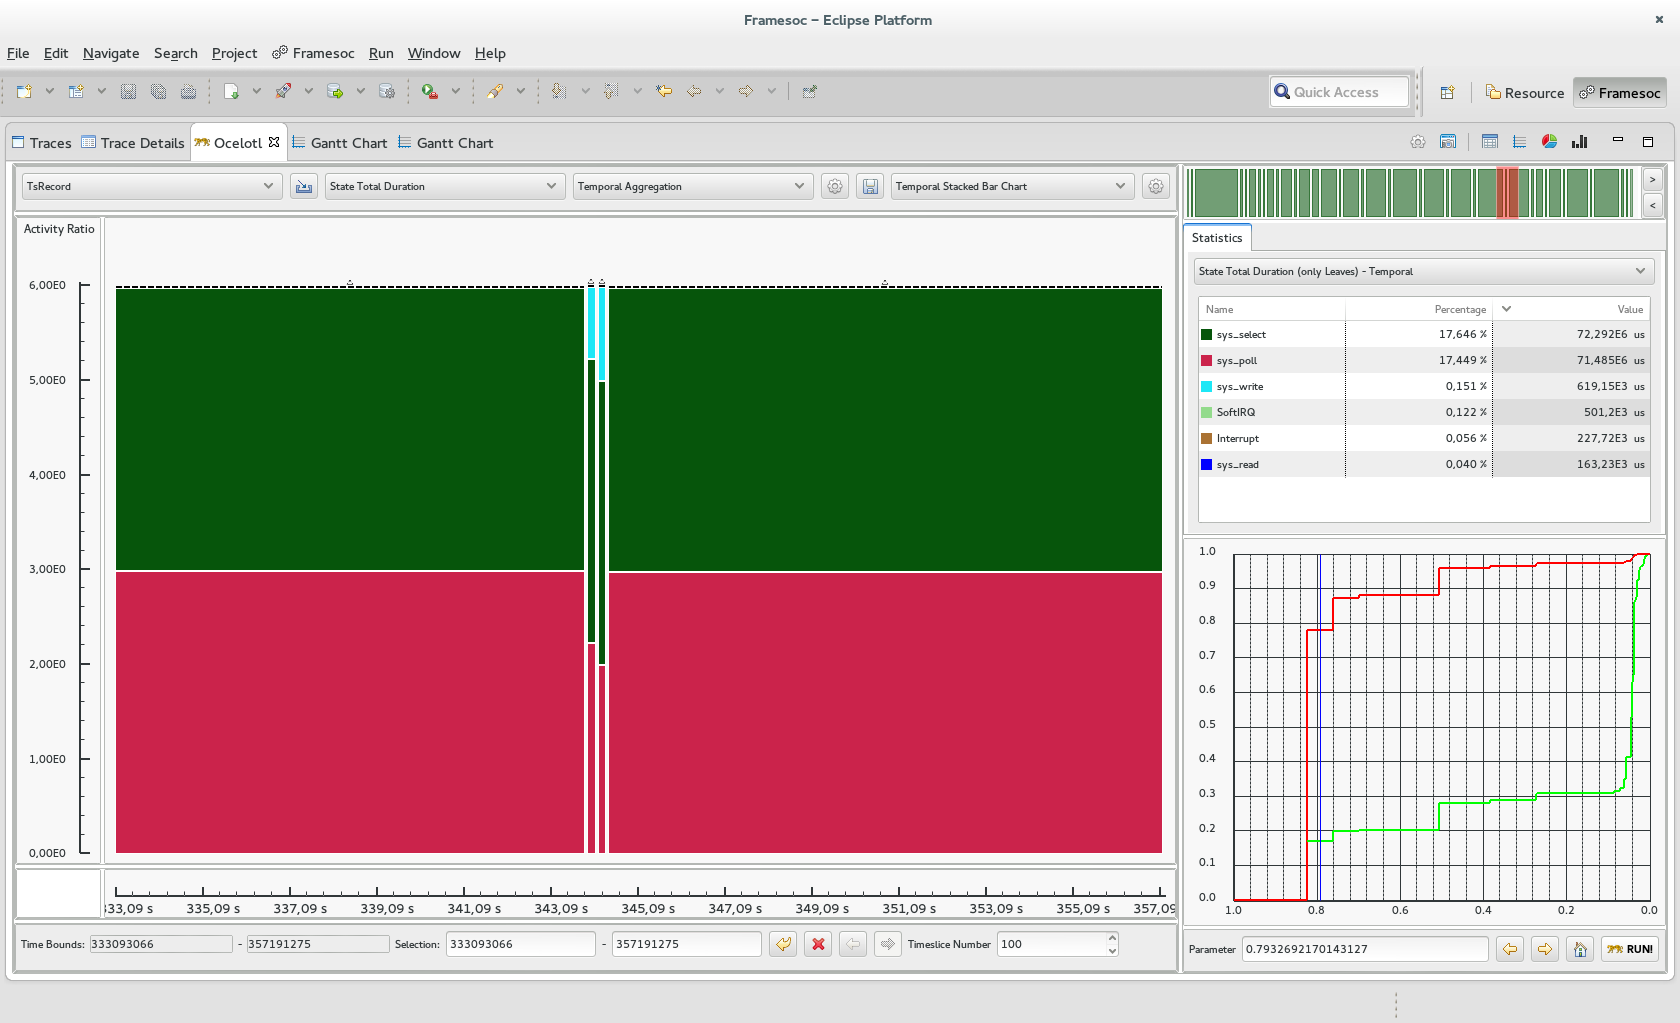 Framesoc – Eclipse Platform
File Edit Navigate Search Project Framesoc Run Window Help
Quick Access Resource Framesoc
Traces Trace Details Ocelotl Gantt Chart Gantt Chart
TsRecord State Total Duration Temporal Aggregation Temporal Stacked Bar Chart
>
<
Activity Ratio
6,00E0
5,00E0
4,00E0
3,00E0
2,00E0
1,00E0
0,00E0
333,09 s 335,09 s 337,09 s 339,09 s 341,09 s 343,09 s 345,09 s 347,09 s 349,09 s 351,09 s 353,09 s 355,09 s 357,09
Time Bounds: 333093066 - 357191275 Selection: 333093066 - 357191275 Timeslice Number 100
Statistics
State Total Duration (only Leaves) - Temporal
Name Percentage Value
sys_select 17,646 % 72,292E6 us
sys_poll 17,449 % 71,485E6 us
sys_write 0,151 % 619,15E3 us
SoftIRQ 0,122 % 501,2E3 us
Interrupt 0,056 % 227,72E3 us
sys_read 0,040 % 163,23E3 us
1.0
0.9
0.8
0.7
0.6
0.5
0.4
0.3
0.2
0.1
0.0
1.0 0.8 0.6 0.4 0.2 0.0
Parameter 0.7932692170143127 RUN!